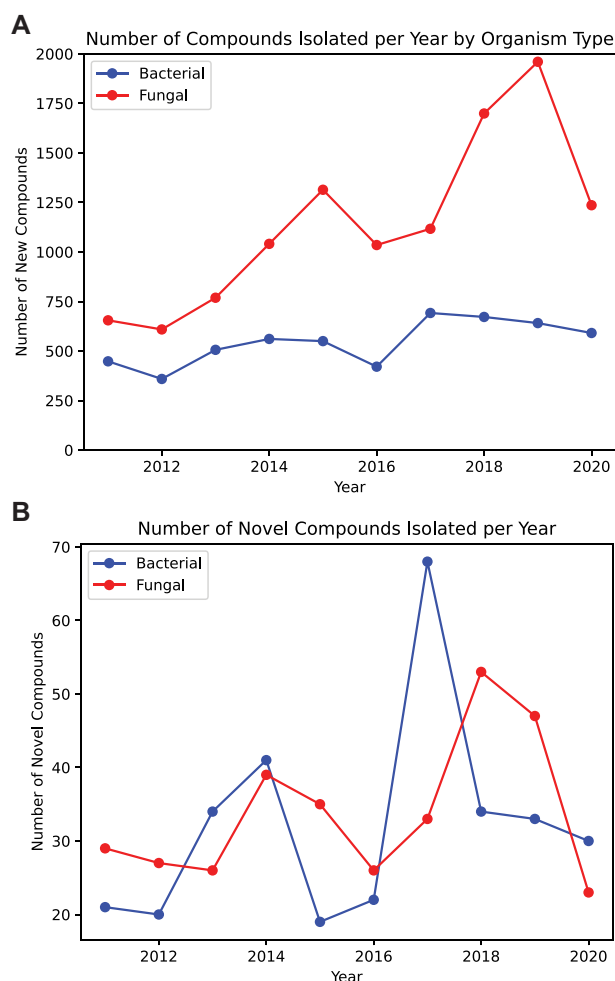 A
Number of Compounds Isolated per Year by Organism Type
2000
1750
1500
1250
1000
750
500
250
0
Number of New Compounds
Bacterial
Fungal
2012 2014 2016 2018 2020
Year
B
Number of Novel Compounds Isolated per Year
70
60
50
40
30
20
Number of Novel Compounds
Bacterial
Fungal
2012 2014 2016 2018 2020
Year